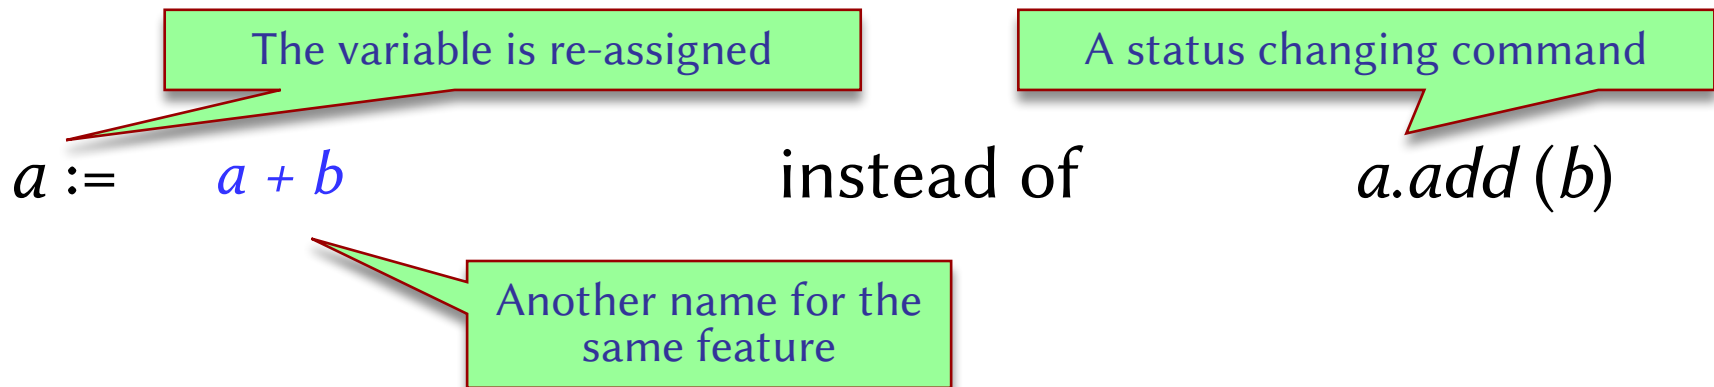 The variable is re-assigned
A status changing command
a := a + b instead of a.add (b)
Another name for the
same feature